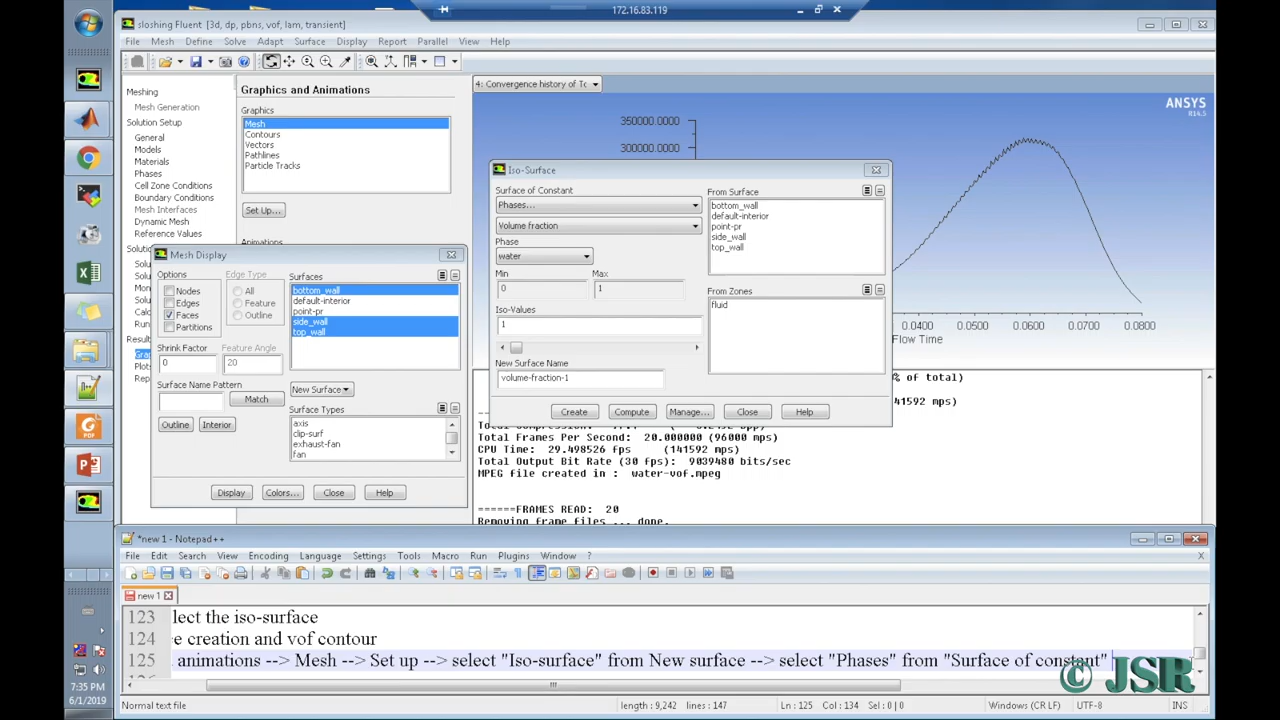 172.16.83.119
sloshing Fluent [3d, dp, pbns, vof, lam, transient]
File Mesh Define Solve Adapt Surface Display Report Parallel View Help
Meshing
Mesh Generation
Solution Setup
General
Models
Materials
Phases
Cell Zone Conditions
Boundary Conditions
Mesh Interfaces
Dynamic Mesh
Reference Values
Graphics and Animations
Graphics
Mesh
Contours
Vectors
Pathlines
Particle Tracks
Set Up...
4: Convergence history of Tc
ANSYS
R14.5
350000.0000
300000.0000
0.0400 0.0500 0.0600 0.0700 0.0800
Flow Time
Mesh Display
Options
Nodes
Edges
Faces
Partitions
Edge Type
All
Feature
Outline
Shrink Factor
0
Feature Angle
20
Surface Name Pattern
Match
Outline Interior
Surfaces
bottom_wall
default-interior
point-pr
side_wall
top_wall
New Surface
Surface Types
axis
clip-surf
exhaust-fan
fan
Display Colors... Close Help
Iso-Surface
Surface of Constant
Phases...
Volume fraction
Phase
water
Min Max
0 1
Iso-Values
1
New Surface Name
volume-fraction-1
From Surface
bottom_wall
default-interior
point-pr
side_wall
top_wall
From Zones
fluid
Create Compute Manage... Close Help
% of total)
(41592 mps)
Total Frames Per Second: 20.000000 (96000 mps)
CPU Time: 29.498526 fps (141592 mps)
Total Output Bit Rate (30 fps): 9039480 bits/sec
MPEG file created in : water-vof.mpeg
======FRAMES READ: 20
Removing frame files ... done.
*new 1 - Notepad++
File Edit Search View Encoding Language Settings Tools Macro Run Plugins Window ?
new 1
123 lect the iso-surface
124 e creation and vof contour
125 animations --> Mesh --> Set up --> select "Iso-surface" from New surface --> select "Phases" from "Surface of constant"
© JSR
Normal text file length : 9,242 lines : 147 Ln : 125 Col : 134 Sel : 0 | 0 Windows (CR LF) UTF-8 INS
7:35 PM
6/1/2019